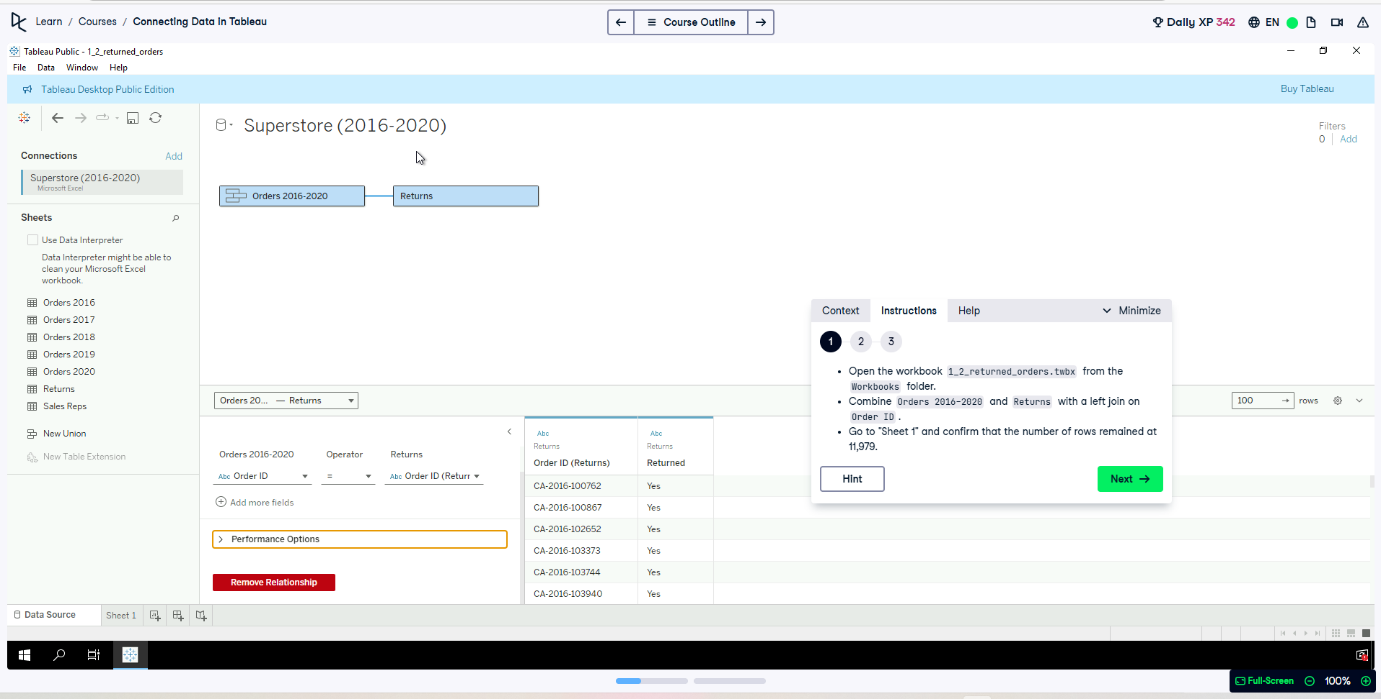 Learn / Courses / Connecting Data in Tableau
Course Outline
Daily XP 342
EN
Tableau Public - 1_2_returned_orders
File Data Window Help
Tableau Desktop Public Edition
Buy Tableau
Connections
Add
Superstore (2016-2020)
Microsoft Excel
Sheets
Use Data Interpreter
Data Interpreter might be able to
clean your Microsoft Excel
workbook.
Orders 2016
Orders 2017
Orders 2018
Orders 2019
Orders 2020
Returns
Sales Reps
New Union
New Table Extension
Superstore (2016-2020)
Filters
0 | Add
Orders 2016-2020
Returns
Context
Instructions
Help
Minimize
1
2
3
• Open the workbook 1_2_returned_orders.twbx from the
Workbooks folder.
• Combine Orders 2016-2020 and Returns with a left join on
Order ID .
• Go to "Sheet 1" and confirm that the number of rows remained at
11,979.
Hint
Next →
Orders 20... — Returns
100 → rows
Orders 2016-2020
Operator
Returns
Abc Order ID
=
Abc Order ID (Returr
Add more fields
Performance Options
Remove Relationship
Abc
Returns
Order ID (Returns)
Abc
Returns
Returned
CA-2016-100762 Yes
CA-2016-100867 Yes
CA-2016-102652 Yes
CA-2016-103373 Yes
CA-2016-103744 Yes
CA-2016-103940 Yes
Data Source
Sheet 1
Full-Screen
100%